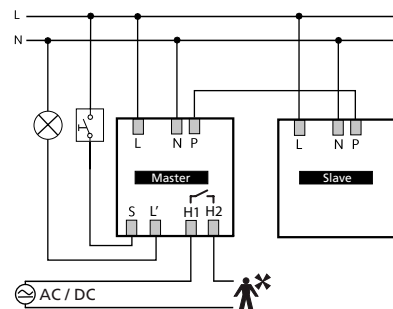 L
N
L N P L N P
Master Slave
S L' H1 H2
AC / DC